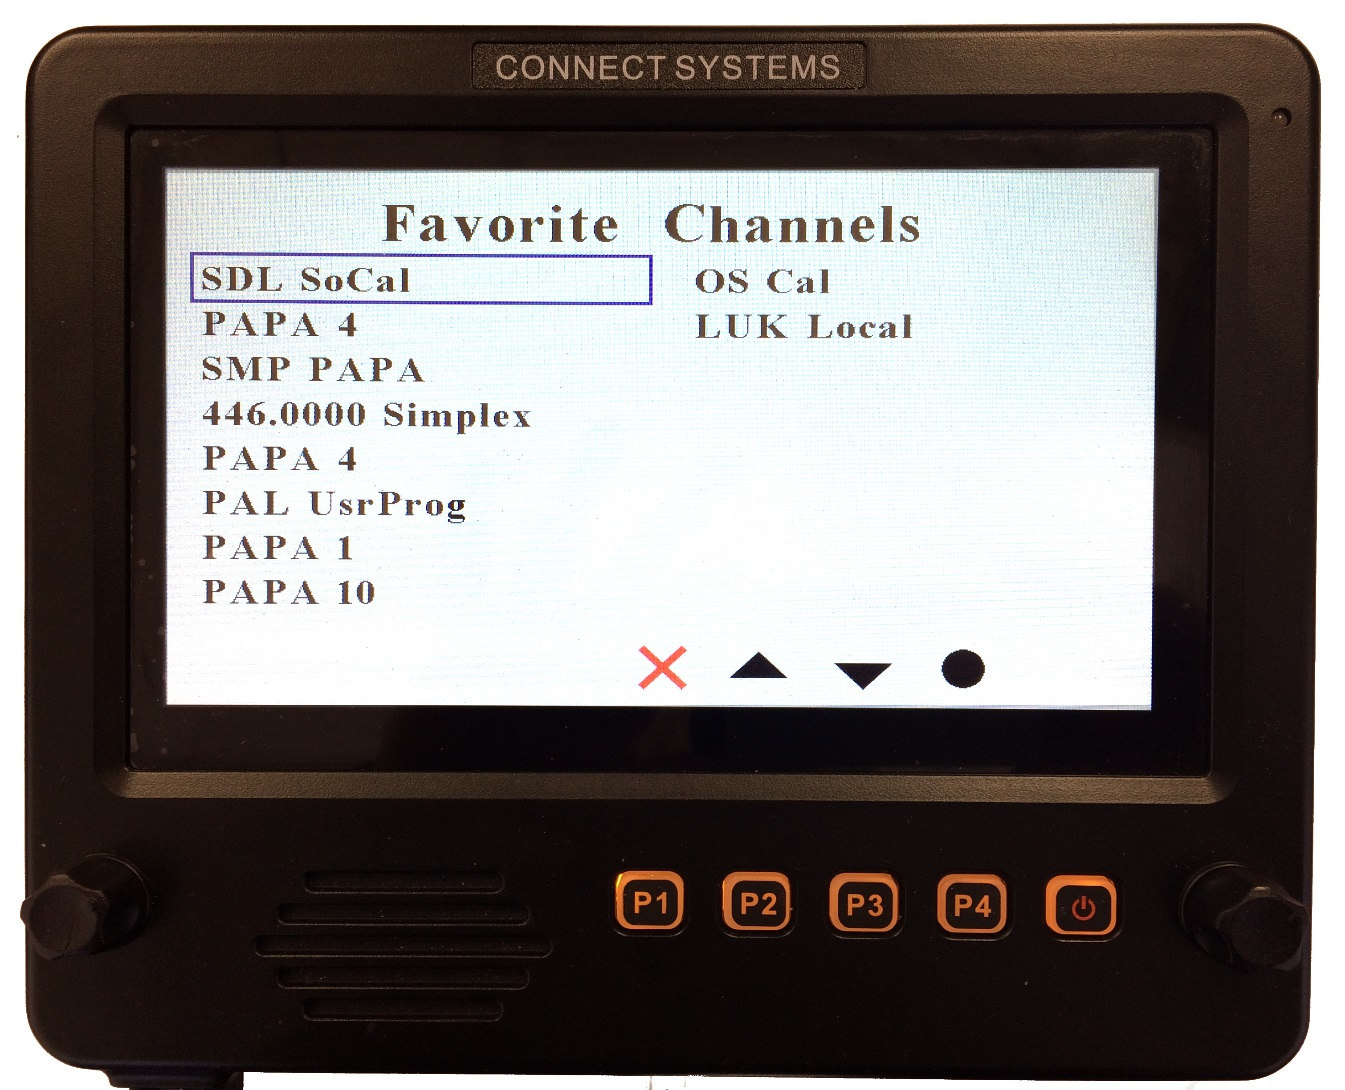 CONNECT SYSTEMS
Favorite Channels
SDL SoCal
PAPA 4
SMP PAPA
446.0000 Simplex
PAPA 4
PAL UsrProg
PAPA 1
PAPA 10
OS Cal
LUK Local
P1 P2 P3 P4